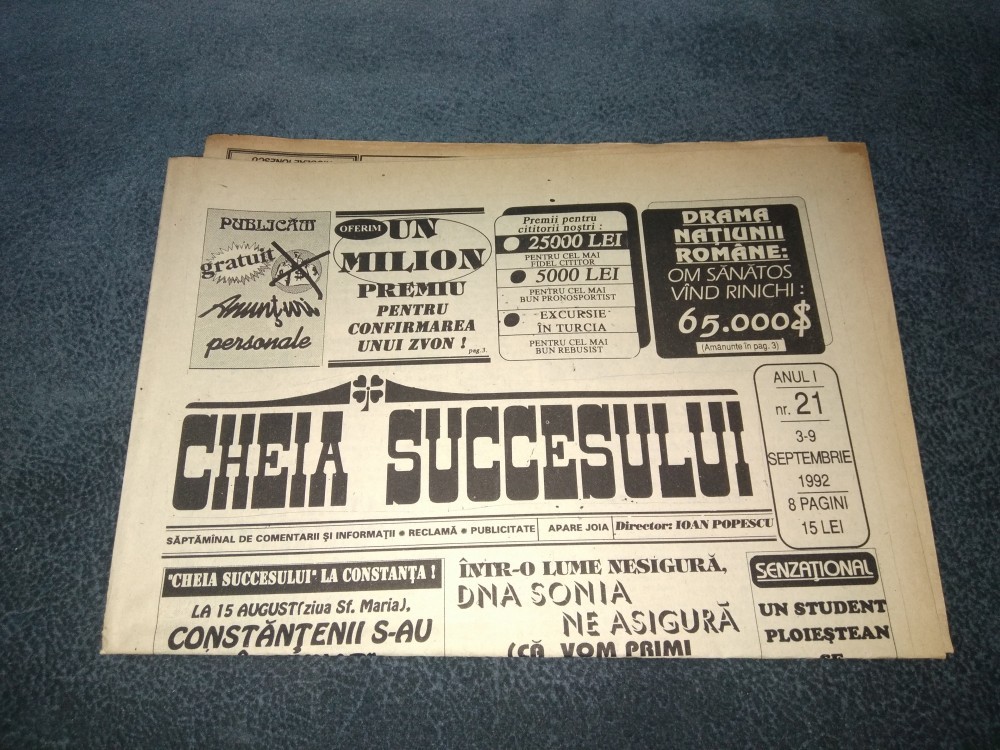 PUBLICĂM
gratuit
Anunţuri
personale
OFERIM UN
MILION
PREMIU
PENTRU
CONFIRMAREA
UNUI ZVON !
pag. 3.
Premii pentru
cititorii noştri :
25000 LEI
PENTRU CEL MAI
FIDEL CITITOR
5000 LEI
PENTRU CEL MAI
BUN PRONOSPORTIST
EXCURSIE
ÎN TURCIA
PENTRU CEL MAI
BUN REBUSIST
DRAMA
NAŢIUNII
ROMÂNE:
OM SĂNĂTOS
VÎND RINICHI :
65.000$
(Amănunte în pag. 3)
CHEIA SUCCESULUI
ANUL I
nr. 21
3-9
SEPTEMBRIE
1992
8 PAGINI
15 LEI
SĂPTĂMÎNAL DE COMENTARII ŞI INFORMAŢII • RECLAMĂ • PUBLICITATE APARE JOIA Director: IOAN POPESCU
"CHEIA SUCCESULUI" LA CONSTANŢA !
LA 15 AUGUST(ziua Sf. Maria),
CONSTĂNŢENII S-AU
ÎNTR-O LUME NESIGURĂ,
DNA SONIA
NE ASIGURĂ
(CĂ VOM PRIMI
SENZAŢIONAL
UN STUDENT
PLOIEŞTEAN
SE